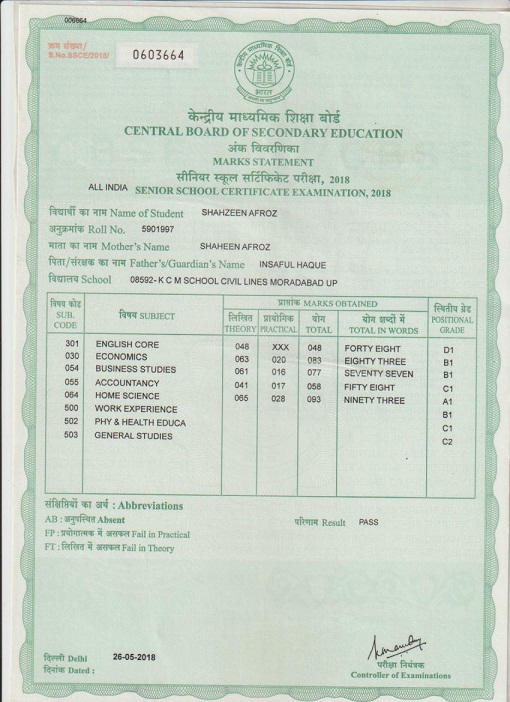 006664
क्रम संख्या/
S.No.SSCE/2018/ 0603664
भारत
केन्द्रीय माध्यमिक शिक्षा बोर्ड
CENTRAL BOARD OF SECONDARY EDUCATION
अंक विवरणिका
MARKS STATEMENT
सीनियर स्कूल सर्टिफिकेट परीक्षा, 2018
ALL INDIA SENIOR SCHOOL CERTIFICATE EXAMINATION, 2018
विद्यार्थी का नाम Name of Student SHAHZEEN AFROZ
अनुक्रमांक Roll No. 5901997
माता का नाम Mother's Name SHAHEEN AFROZ
पिता/संरक्षक का नाम Father's/Guardian's Name INSAFUL HAQUE
विद्यालय School 08592- K C M SCHOOL CIVIL LINES MORADABAD UP
विषय कोड SUB. CODE विषय SUBJECT प्राप्तांक MARKS OBTAINED स्थितीय ग्रेड POSITIONAL GRADE
लिखित THEORY प्रायोगिक PRACTICAL योग TOTAL योग शब्दों में TOTAL IN WORDS
301 ENGLISH CORE 048 XXX 048 FORTY EIGHT D1
030 ECONOMICS 063 020 083 EIGHTY THREE B1
054 BUSINESS STUDIES 061 016 077 SEVENTY SEVEN B1
055 ACCOUNTANCY 041 017 058 FIFTY EIGHT C1
064 HOME SCIENCE 065 028 093 NINETY THREE A1
500 WORK EXPERIENCE B1
502 PHY & HEALTH EDUCA C1
503 GENERAL STUDIES C2
संक्षिप्तियों का अर्थ : Abbreviations
AB : अनुपस्थित Absent परिणाम Result PASS
FP : प्रयोगात्मक में असफल Fail in Practical
FT : लिखित में असफल Fail in Theory
दिल्ली Delhi
दिनांक Dated : 26-05-2018
परीक्षा नियंत्रक
Controller of Examinations